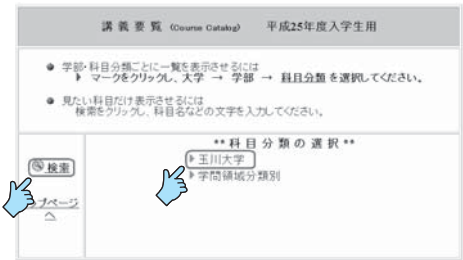 講義要覧 (Course Catalog) 平成25年度入学生用
● 学部・科目分類ごとに一覧を表示させるには
▶ マークをクリックし、大学 → 学部 → 科目分類 を選択してください。
● 見たい科目だけ表示させるには
検索をクリックし、科目名などの文字を入力してください。
**科目分類の選択**
▶玉川大学
▶学問領域分類別
検索
プページ
へ